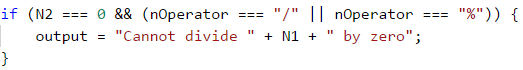 if (N2 === 0 && (nOperator === "/" || nOperator === "%")) {
    output = "Cannot divide " + N1 + " by zero";
}